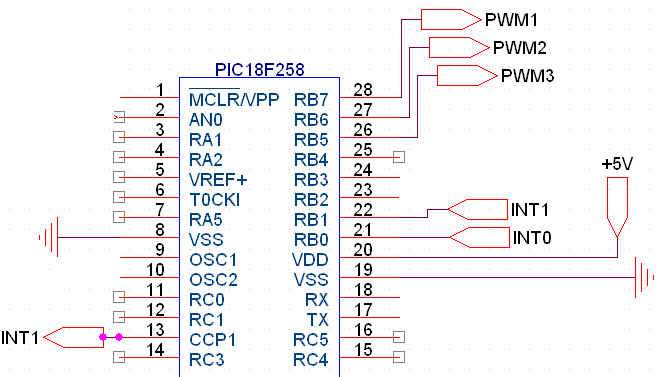 PWM1
PWM2
PIC18F258
PWM3
1 MCLR/VPP RB7 28
2 AN0 RB6 27
3 RA1 RB5 26
4 RA2 RB4 25
5 VREF+ RB3 24
6 T0CKI RB2 23
7 RA5 RB1 22
8 VSS RB0 21
9 OSC1 VDD 20
10 OSC2 VSS 19
11 RC0 RX 18
12 RC1 TX 17
13 CCP1 RC5 16
14 RC3 RC4 15
+5V
INT1
INT0
INT1